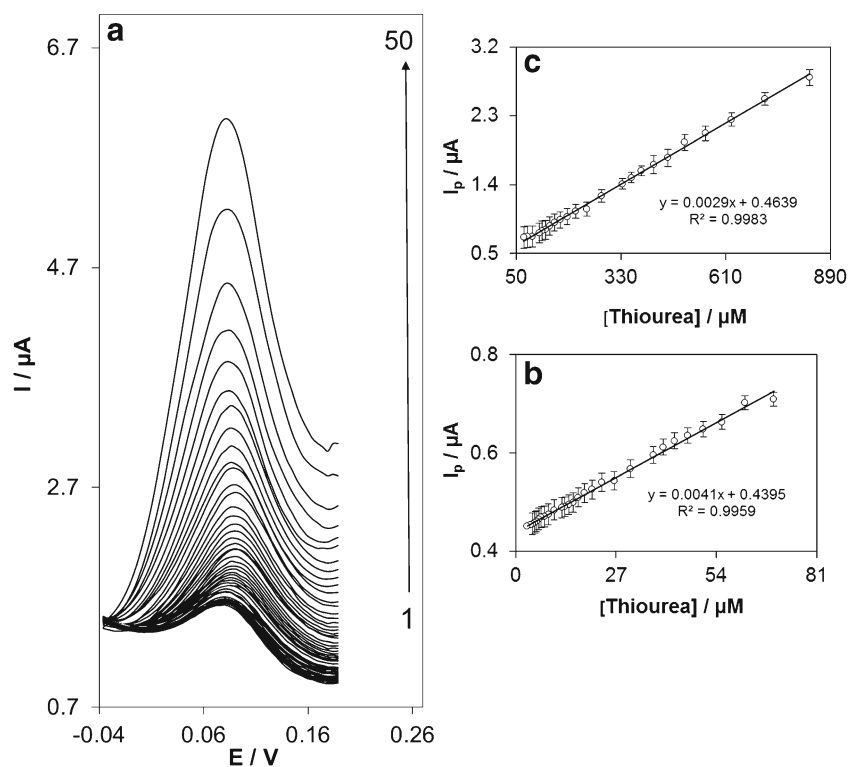 a
50
6.7
4.7
2.7
0.7
I / µA
1
-0.04 0.06 0.16 0.26
E / V
c
3.2
2.3
1.4
0.5
Ip / µA
y = 0.0029x + 0.4639
R² = 0.9983
50 330 610 890
[Thiourea] / µM
b
0.8
0.6
0.4
Ip / µA
y = 0.0041x + 0.4395
R² = 0.9959
0 27 54 81
[Thiourea] / µM